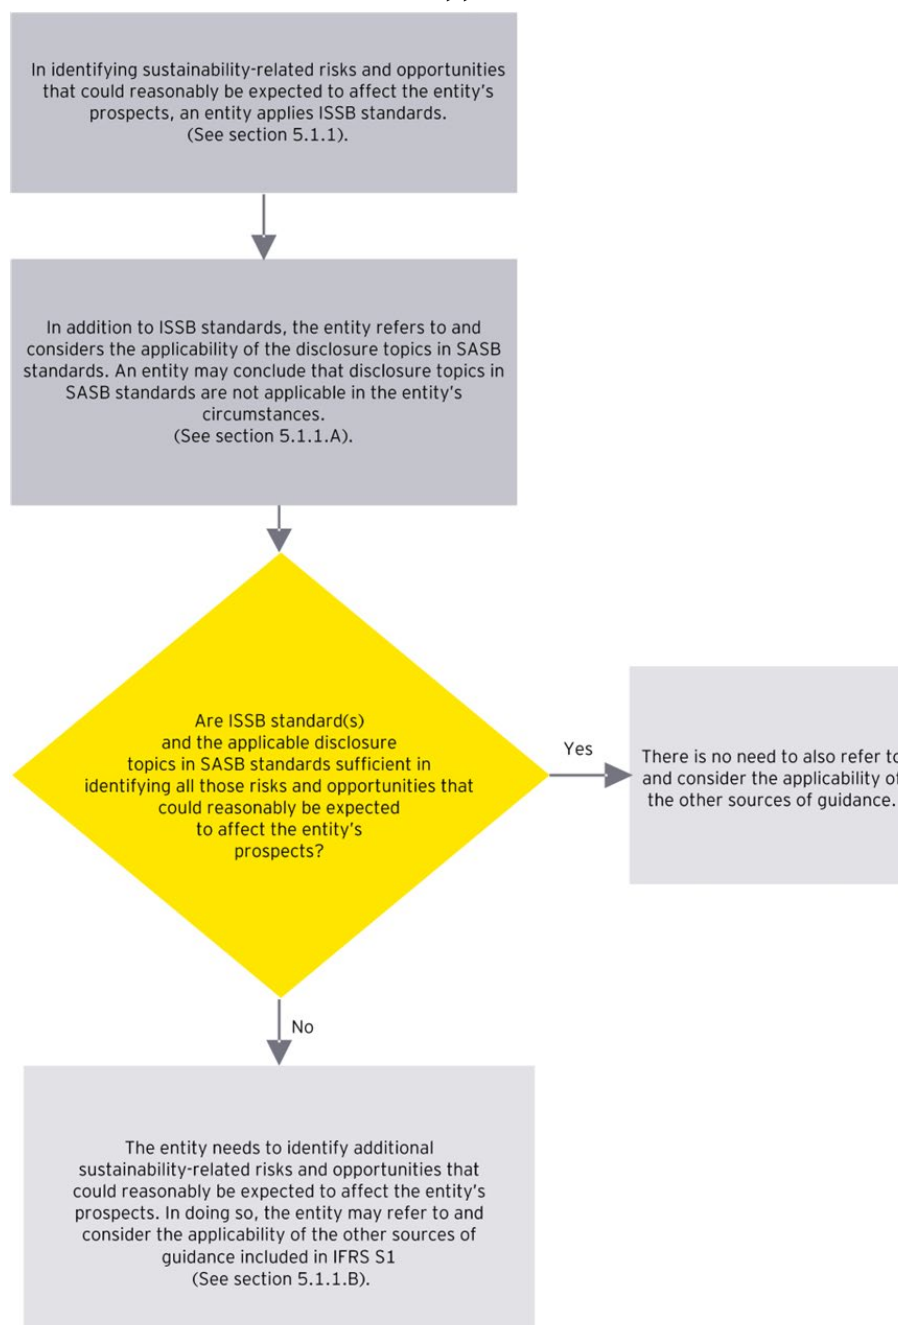 In identifying sustainability-related risks and opportunities
that could reasonably be expected to affect the entity's
prospects, an entity applies ISSB standards.
(See section 5.1.1).
In addition to ISSB standards, the entity refers to and
considers the applicability of the disclosure topics in SASB
standards. An entity may conclude that disclosure topics in
SASB standards are not applicable in the entity's
circumstances.
(See section 5.1.1.A).
Are ISSB standard(s)
and the applicable disclosure
topics in SASB standards sufficient in
identifying all those risks and opportunities that
could reasonably be expected
to affect the entity's
prospects?
Yes
There is no need to also refer to
and consider the applicability of
the other sources of guidance.
No
The entity needs to identify additional
sustainability-related risks and opportunities that
could reasonably be expected to affect the entity's
prospects. In doing so, the entity may refer to and
consider the applicability of the other sources of
guidance included in IFRS S1
(See section 5.1.1.B).